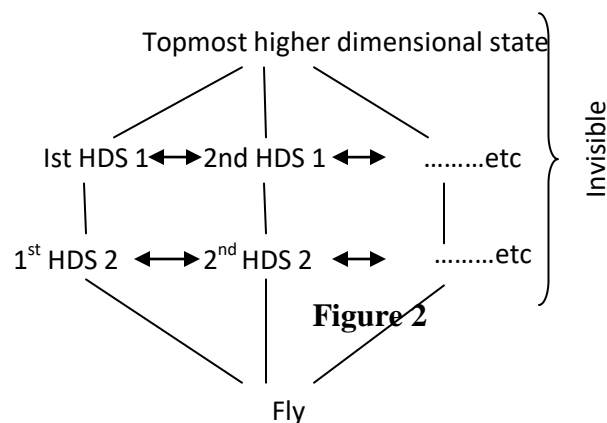 Topmost higher dimensional state
Ist HDS 1 2nd HDS 1 ………etc
1st HDS 2 2nd HDS 2 ………etc
Figure 2
Fly
Invisible